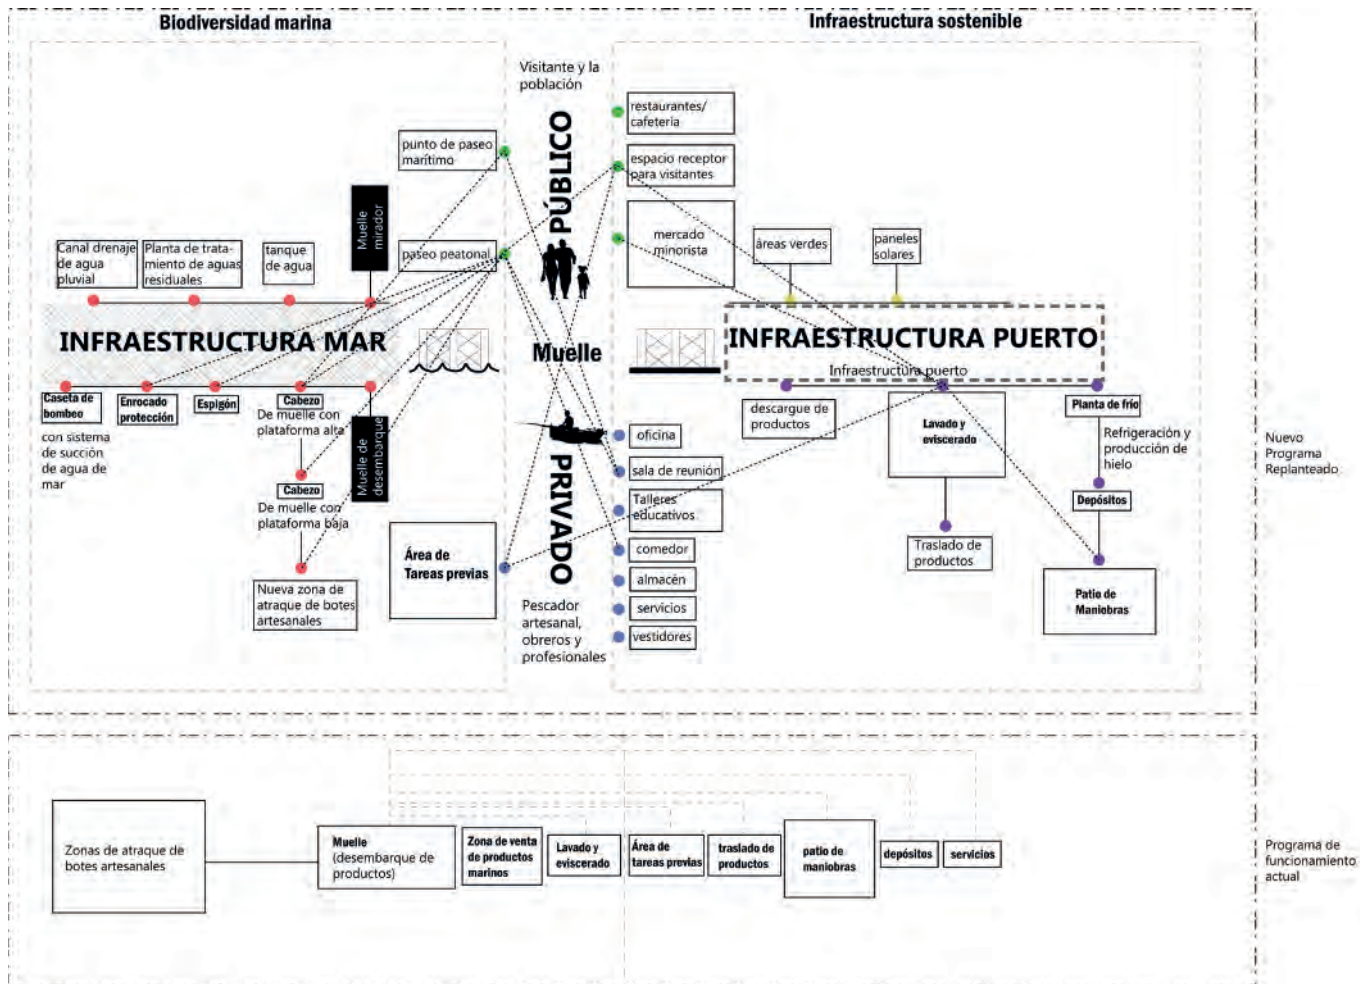 Biodiversidad marina
Infraestructura sostenible
Visitante y la
población
PÚBLICO
punto de paseo
marítimo
restaurantes/
cafetería
espacio receptor
para visitantes
Muelle
mirador
paseo peatonal
mercado
minorista
Canal drenaje
de agua
pluvial
Planta de trata-
miento de aguas
residuales
tanque
de agua
áreas verdes
paneles
solares
INFRAESTRUCTURA MAR
Muelle
INFRAESTRUCTURA PUERTO
Infraestructura puerto
Caseta de
bombeo
con sistema
de succión
de agua de
mar
Enrocado
protección
Espigón
Cabezo
De muelle con
plataforma alta
Cabezo
De muelle con
plataforma baja
Nueva zona de
atraque de botes
artesanales
Muelle de
desembarque
Área de
Tareas previas
PRIVADO
Pescador
artesanal,
obreros y
profesionales
oficina
sala de reunión
Talleres
educativos
comedor
almacén
servicios
vestidores
descargue de
productos
Lavado y
eviscerado
Traslado de
productos
Planta de frío
Refrigeración y
producción de
hielo
Depósitos
Patio de
Maniobras
Nuevo
Programa
Replanteado
Zonas de atraque de
botes artesanales
Muelle
(desembarque de
productos)
Zona de venta
de productos
marinos
Lavado y
eviscerado
Área de
tareas previas
traslado de
productos
patio de
maniobras
depósitos
servicios
Programa de
funcionamiento
actual